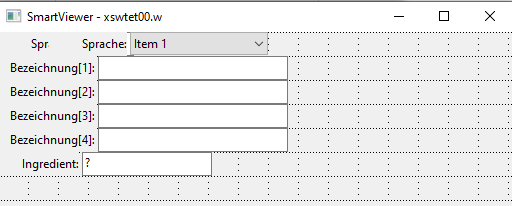 SmartViewer - xswtet00.w
Spr Sprache: Item 1
Bezeichnung[1]:
Bezeichnung[2]:
Bezeichnung[3]:
Bezeichnung[4]:
Ingredient: ?